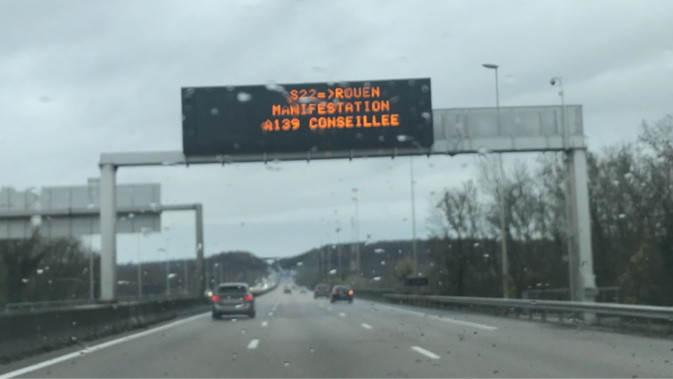 S22=>ROUEN
MANIFESTATION
A139 CONSEILLEE